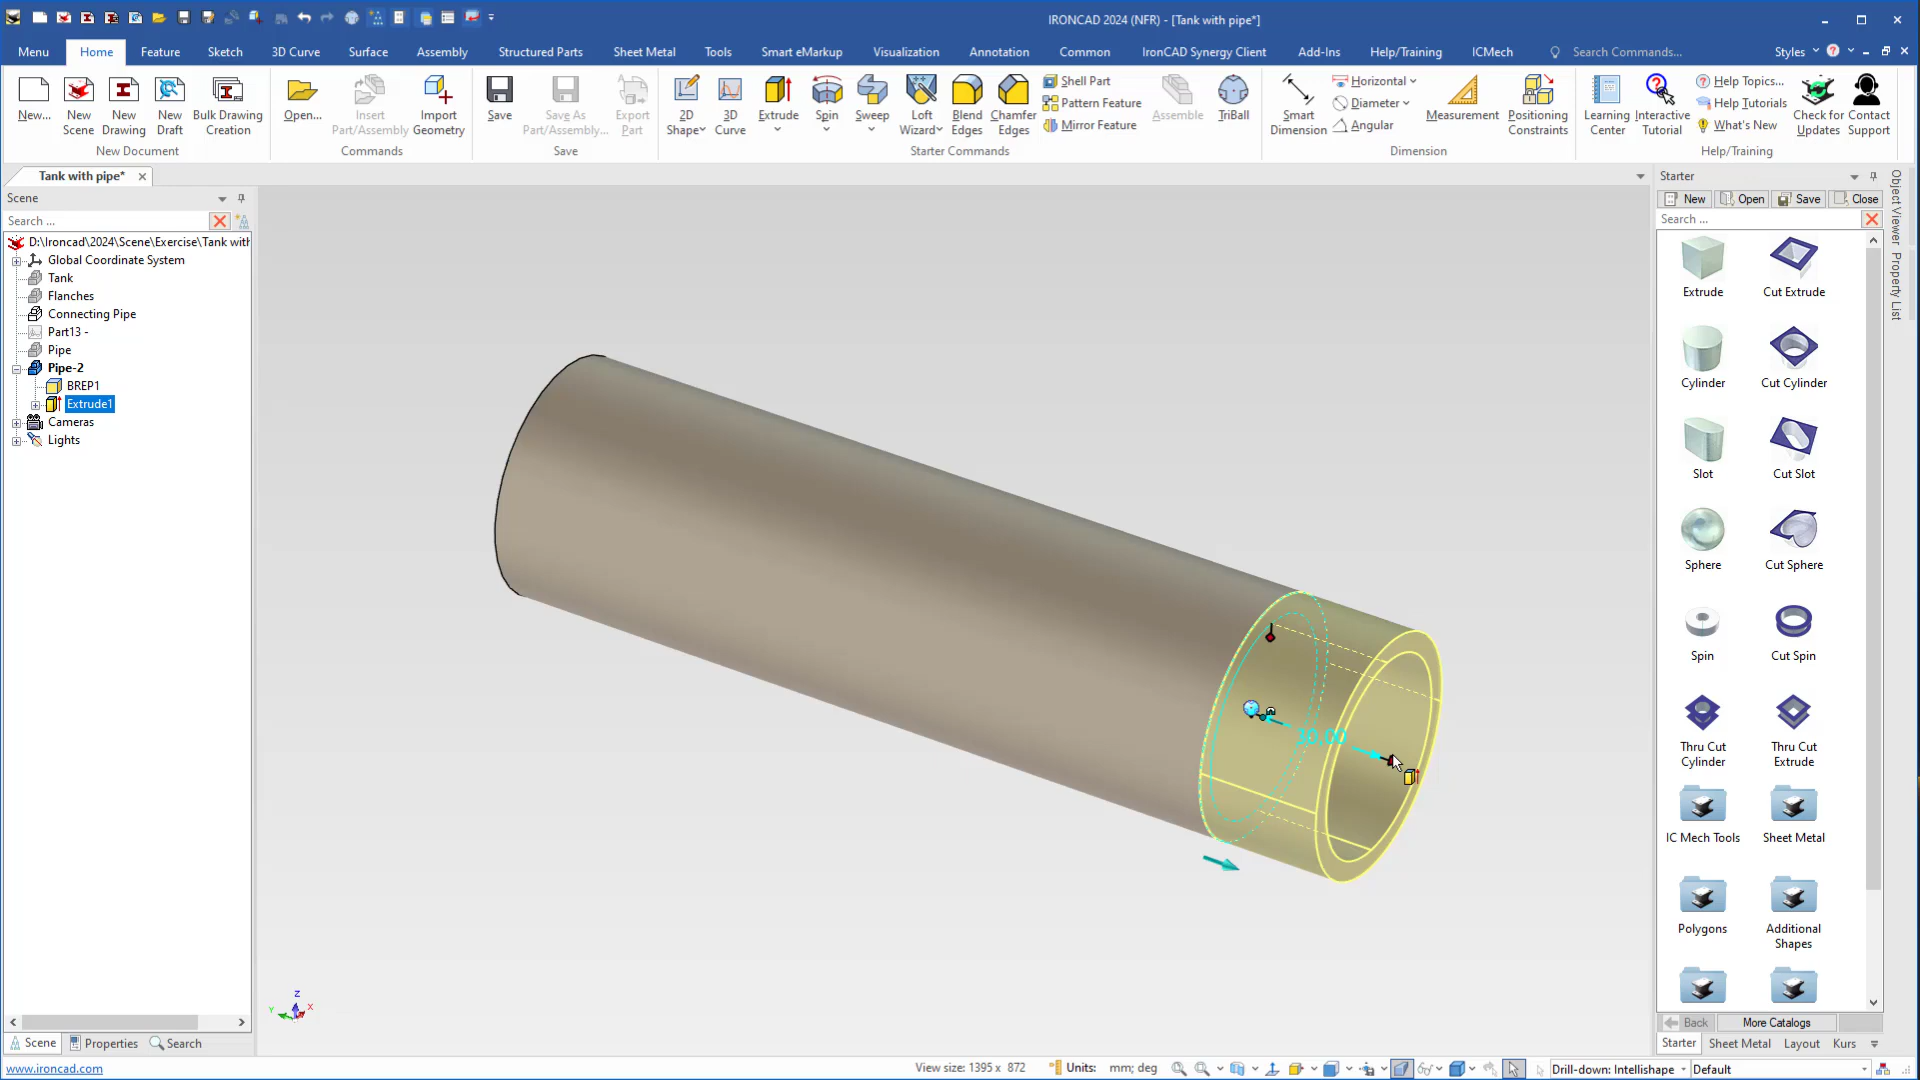 IRONCAD 2024 (NFR) - [Tank with pipe*]
Menu Home Feature Sketch 3D Curve Surface Assembly Structured Parts Sheet Metal Tools Smart eMarkup Visualization Annotation Common IronCAD Synergy Client Add-Ins Help/Training ICMech Search Commands... Styles
New... New Scene New Drawing New Draft Bulk Drawing Creation
New Document
Open... Insert Part/Assembly Import Geometry
Commands
Save Save As Part/Assembly... Export Part
Save
2D Shape 3D Curve Extrude Spin Sweep Loft Wizard Blend Edges Chamfer Edges
Shell Part
Pattern Feature
Mirror Feature
Assemble TriBall
Starter Commands
Smart Dimension
Horizontal
Diameter
Angular
Measurement Positioning Constraints
Dimension
Learning Center Interactive Tutorial
Help Topics...
Help Tutorials
What's New
Check for Updates Contact Support
Help/Training
Tank with pipe*
Scene
Search ...
D:\Ironcad\2024\Scene\Exercise\Tank with
Global Coordinate System
Tank
Flanches
Connecting Pipe
Part13 -
Pipe
Pipe-2
BREP1
Extrude1
Cameras
Lights
Scene Properties Search
30.00
Z
Y
X
Starter
New Open Save Close
Search ...
Extrude Cut Extrude
Cylinder Cut Cylinder
Slot Cut Slot
Sphere Cut Sphere
Spin Cut Spin
Thru Cut Cylinder Thru Cut Extrude
IC Mech Tools Sheet Metal
Polygons Additional Shapes
Back More Catalogs
Starter Sheet Metal Layout Kurs
Object Viewer
Property List
www.ironcad.com
View size: 1395 x 872 Units: mm; deg Drill-down: Intellishape Default